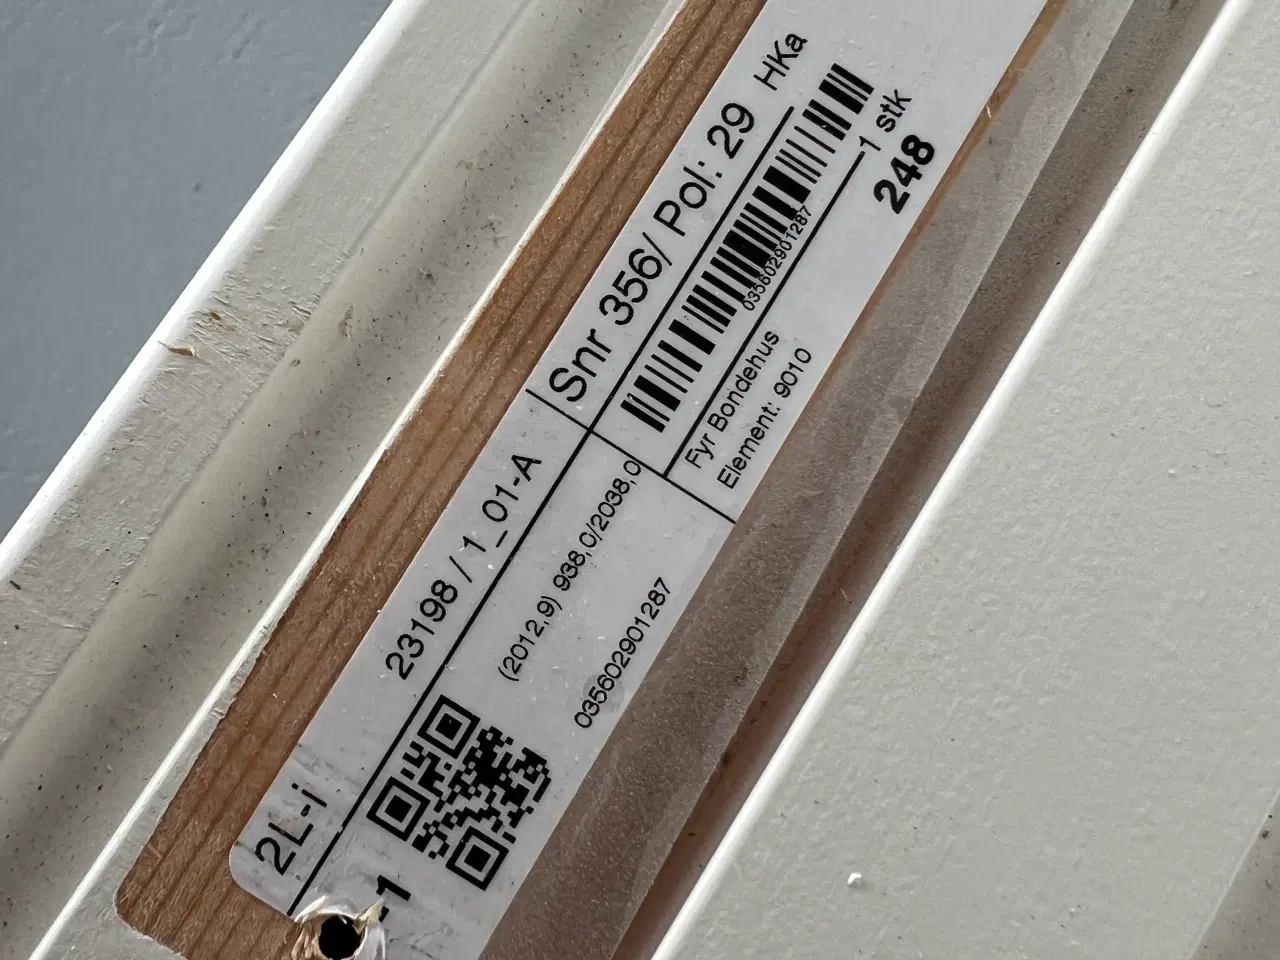 2L-i
23198 / 1_01-A
Snr 356/ Pol: 29
HKa
-1
(2012,9) 938,0/2038,0
035602901287
035602901287
1 stk
Fyr Bondehus
Element: 9010
248